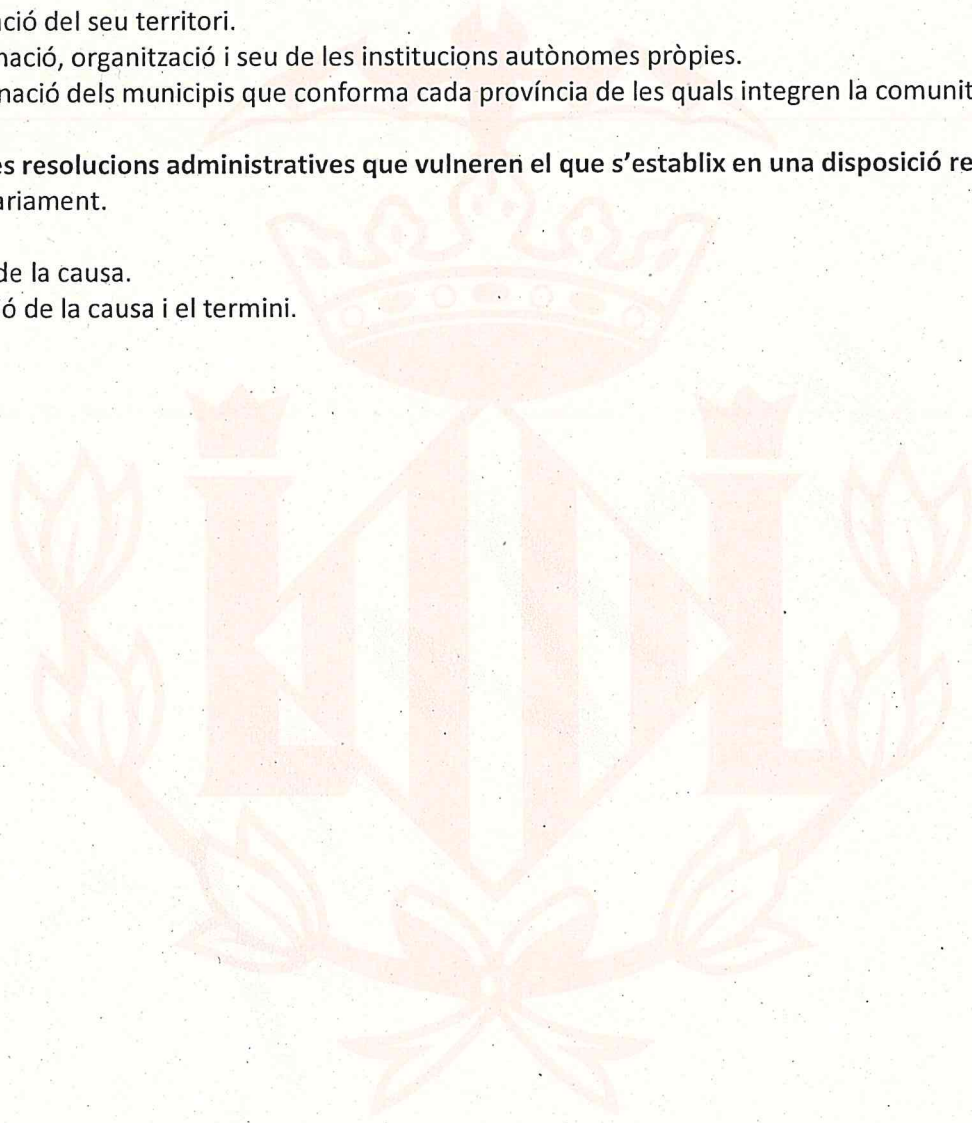 ció del seu territori.
nació, organització i seu de les institucions autònomes pròpies.
nació dels municipis que conforma cada província de les quals integren la comunit
es resolucions administratives que vulneren el que s'establix en una disposició re
ariament.
de la causa.
ó de la causa i el termini.